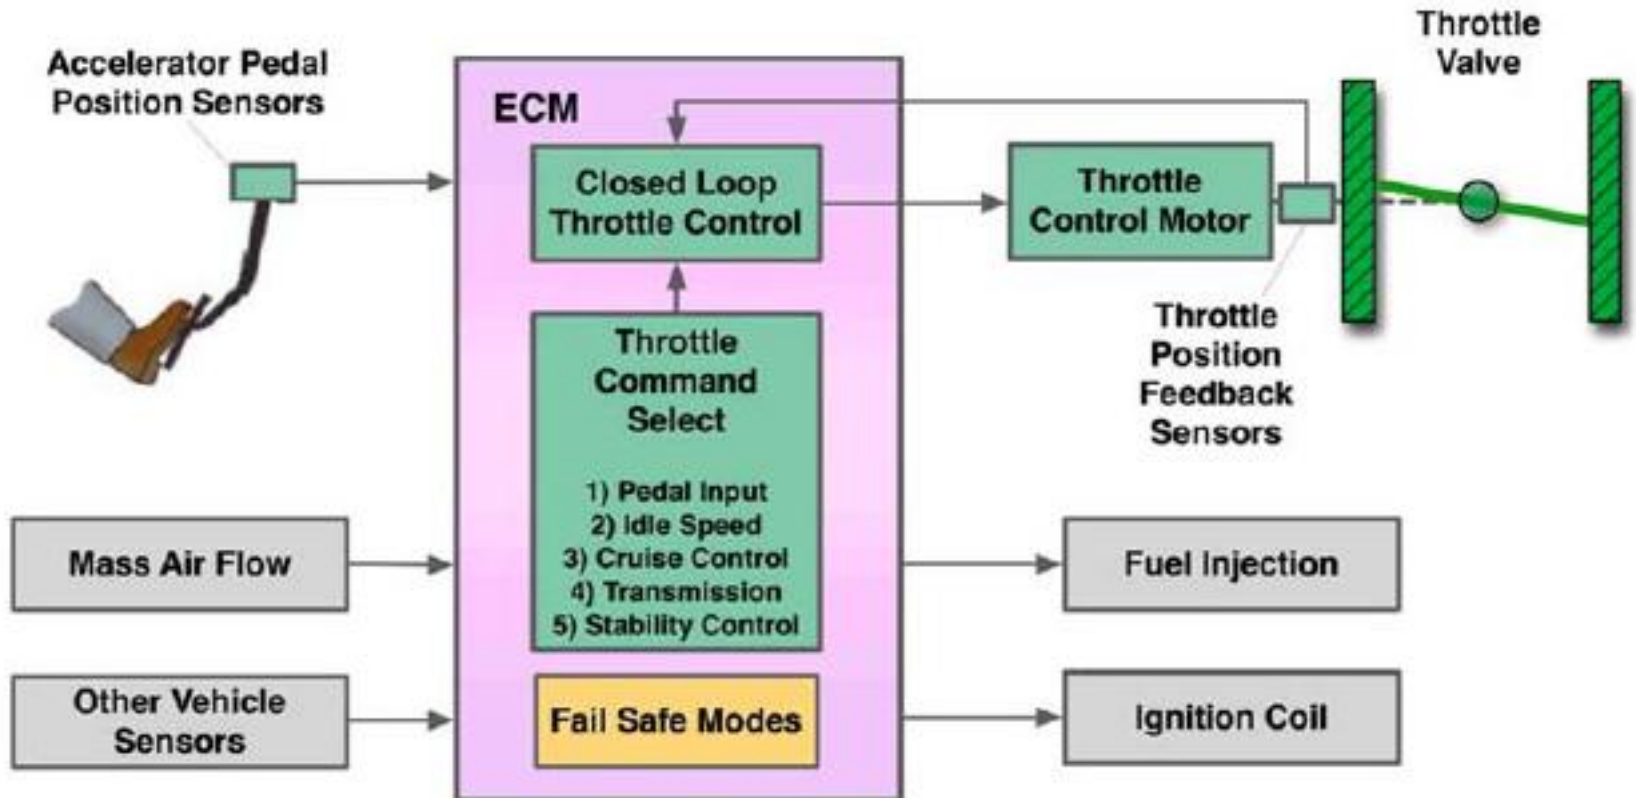 Accelerator Pedal
Position Sensors
ECM
Closed Loop
Throttle Control
Throttle
Command
Select
1) Pedal Input
2) Idle Speed
3) Cruise Control
4) Transmission
5) Stability Control
Fail Safe Modes
Mass Air Flow
Other Vehicle
Sensors
Throttle
Control Motor
Throttle
Valve
Throttle
Position
Feedback
Sensors
Fuel Injection
Ignition Coil